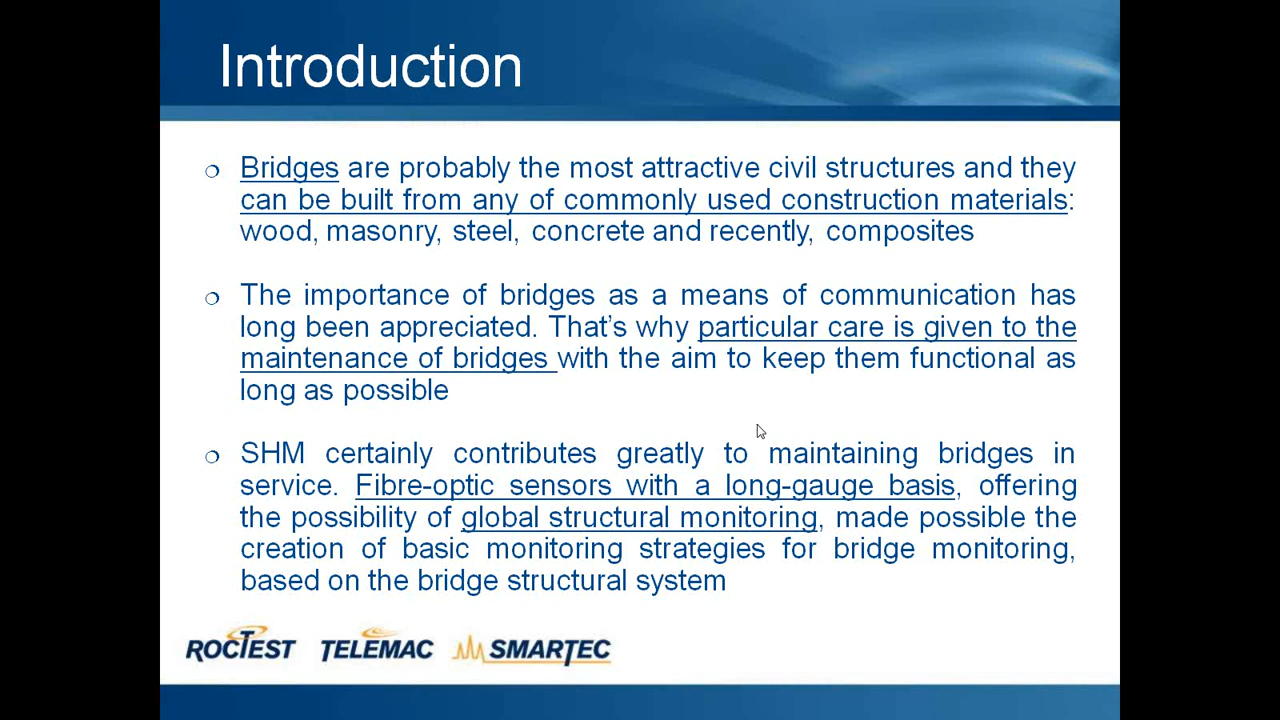 Introduction
Bridges are probably the most attractive civil structures and they
can be built from any of commonly used construction materials:
wood, masonry, steel, concrete and recently, composites
The importance of bridges as a means of communication has
long been appreciated. That’s why particular care is given to the
maintenance of bridges with the aim to keep them functional as
long as possible
SHM certainly contributes greatly to maintaining bridges in
service. Fibre-optic sensors with a long-gauge basis, offering
the possibility of global structural monitoring, made possible the
creation of basic monitoring strategies for bridge monitoring,
based on the bridge structural system
ROCTEST TELEMAC SMARTEC